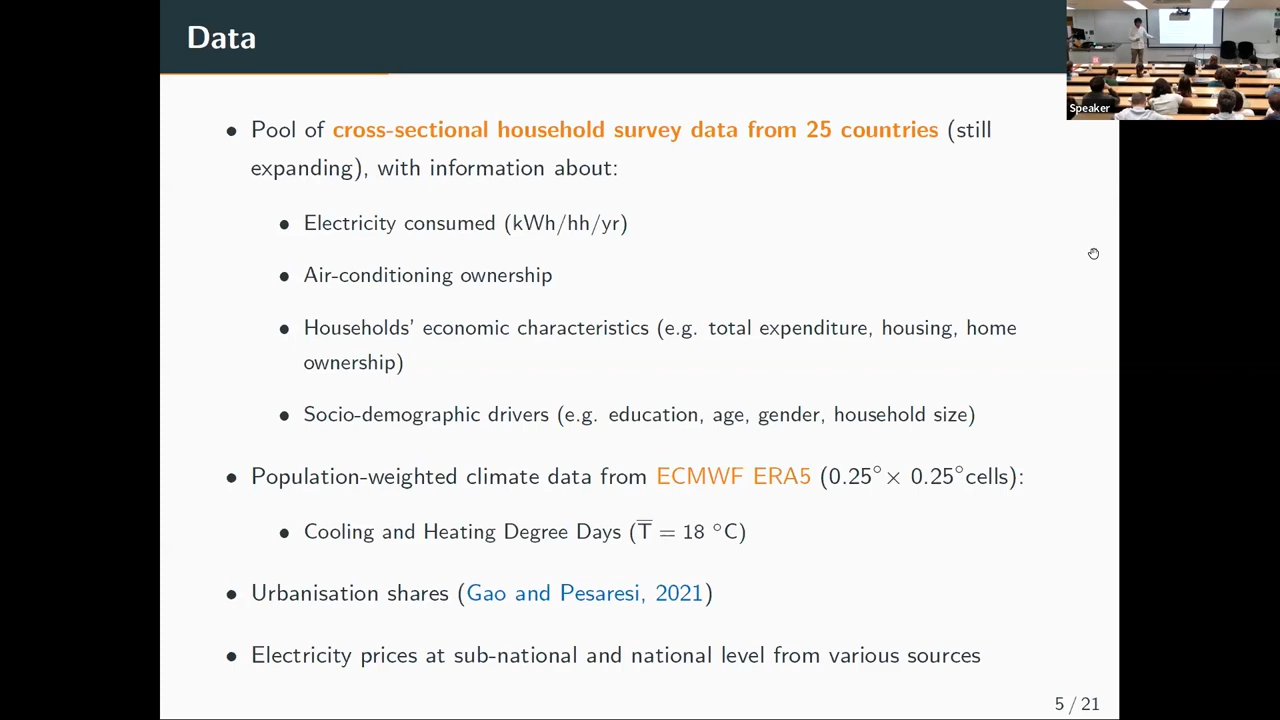 Data
Speaker
• Pool of cross-sectional household survey data from 25 countries (still
expanding), with information about:
• Electricity consumed (kWh/hh/yr)
• Air-conditioning ownership
• Households' economic characteristics (e.g. total expenditure, housing, home
ownership)
• Socio-demographic drivers (e.g. education, age, gender, household size)
• Population-weighted climate data from ECMWF ERA5 (0.25°× 0.25°cells):
• Cooling and Heating Degree Days (T̅ = 18 °C)
• Urbanisation shares (Gao and Pesaresi, 2021)
• Electricity prices at sub-national and national level from various sources
5 / 21